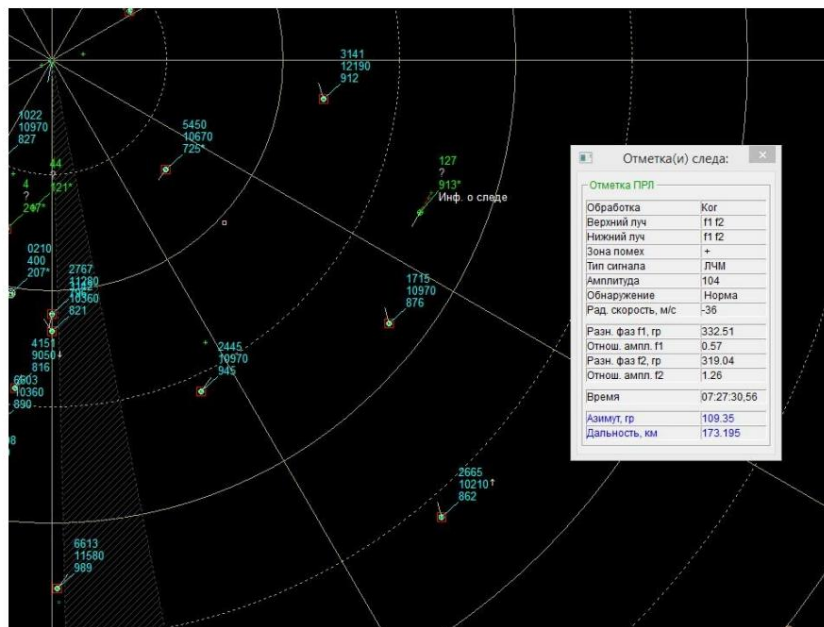 3141
12190
912
1022
10970
827
5450
10670
725*
44
?
121*
4
?
247*
127
?
913*
Инф. о следе
0210
400
207*
2767
11280
10360
821
1715
10970
876
4151
9050↓
816
2445
10970
945
6603
10360
890
2665
10210↑
862
6613
11580
989
Отметка(и) следа:
Отметка ПРЛ
Обработка Ког
Верхний луч f1 f2
Нижний луч f1 f2
Зона помех +
Тип сигнала ЛЧМ
Амплитуда 104
Обнаружение Норма
Рад. скорость, м/с -36
Разн. фаз f1, гр 332.51
Отнош. ампл. f1 0.57
Разн. фаз f2, гр 319.04
Отнош. ампл. f2 1.26
Время 07:27:30,56
Азимут, гр 109.35
Дальность, км 173.195